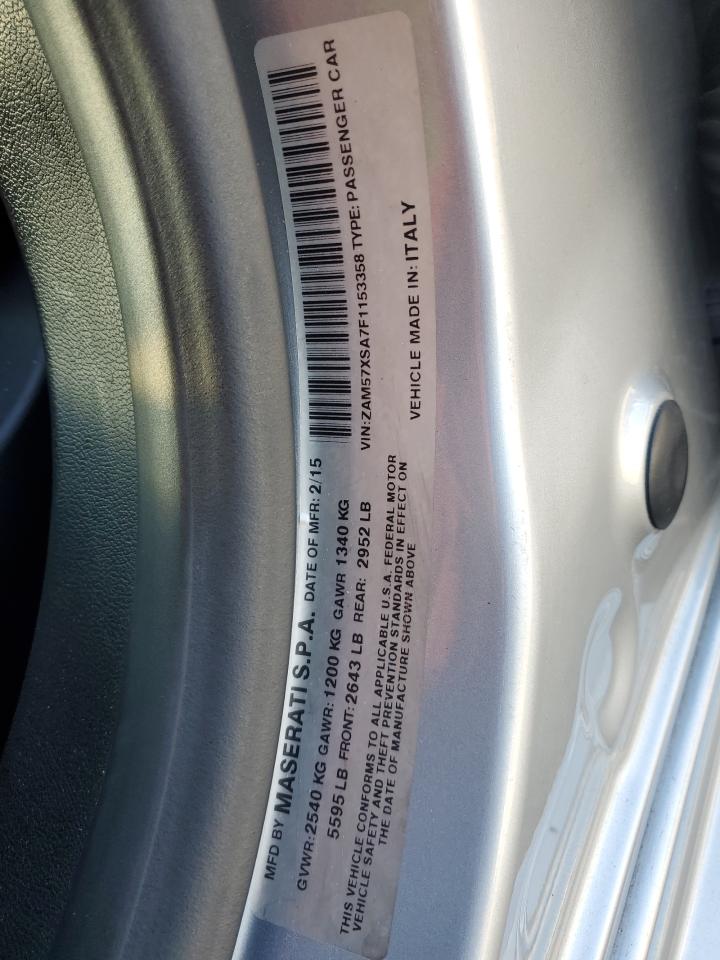 MFD BY MASERATI S.P.A. DATE OF MFR: 2/15
GVWR: 2540 KG GAWR: 1200 KG GAWR 1340 KG
5595 LB FRONT: 2643 LB REAR: 2952 LB
VIN: ZAM57XSA7F1153358 TYPE: PASSENGER CAR
THIS VEHICLE CONFORMS TO ALL APPLICABLE U.S.A. FEDERAL MOTOR
VEHICLE SAFETY AND THEFT PREVENTION STANDARDS IN EFFECT ON
THE DATE OF MANUFACTURE SHOWN ABOVE
VEHICLE MADE IN: ITALY